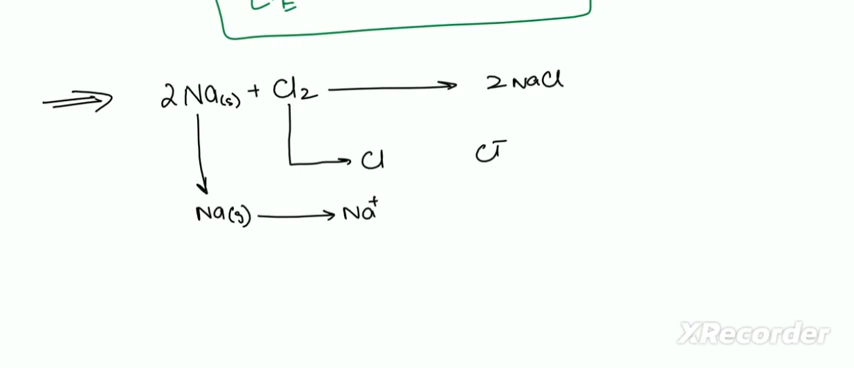 E
⇒ 2Na(s) + Cl2 ⟶ 2NaCl
Cl Cl⁻
Na(g) ⟶ Na⁺
XRecorder